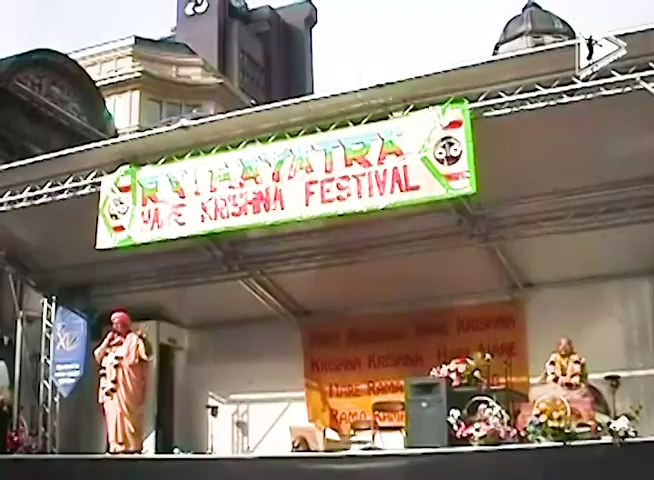 RATHAYATRA
HARE KRISHNA FESTIVAL
HARE KRISHNA HARE KRISHNA
KRISHNA KRISHNA HARE HARE
HARE RAMA
RAMA RAMA